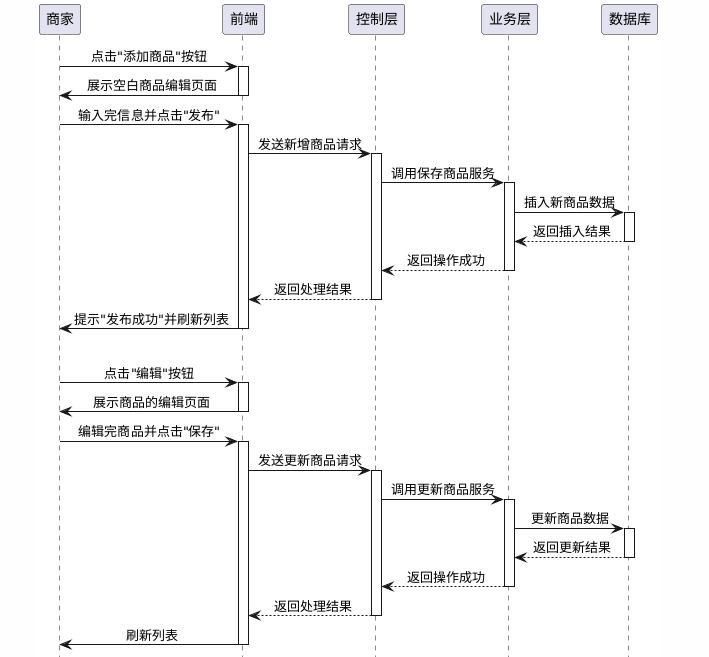 商家
前端
控制层
业务层
数据库
点击"添加商品"按钮
展示空白商品编辑页面
输入完信息并点击"发布"
发送新增商品请求
调用保存商品服务
插入新商品数据
返回插入结果
返回操作成功
返回处理结果
提示"发布成功"并刷新列表
点击"编辑"按钮
展示商品的编辑页面
编辑完商品并点击"保存"
发送更新商品请求
调用更新商品服务
更新商品数据
返回更新结果
返回操作成功
返回处理结果
刷新列表